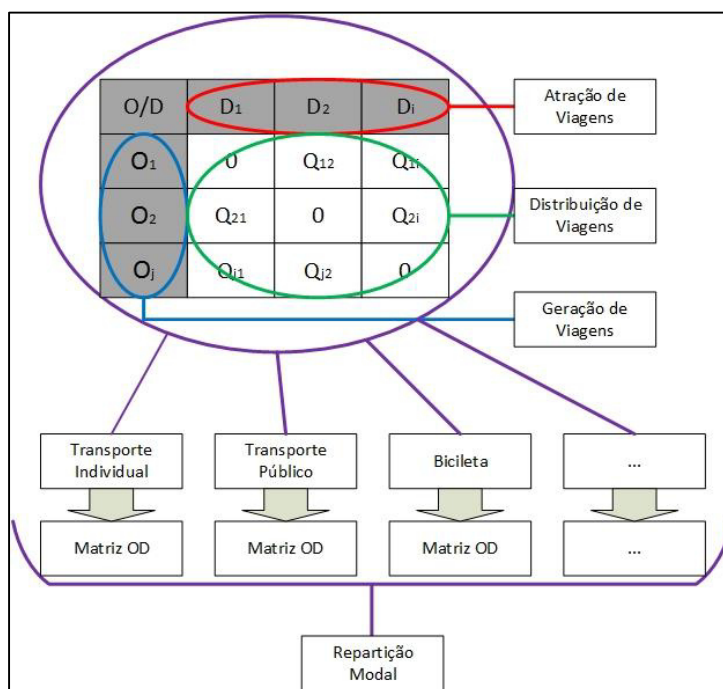 O/D D₁ D₂ Dᵢ
Atração de
Viagens
O₁ 0 Q₁₂ Q₁ᵢ
O₂ Q₂₁ 0 Q₂ᵢ
Distribuição de
Viagens
Oⱼ Qⱼ₁ Qⱼ₂ 0
Geração de
Viagens
Transporte
Individual
Transporte
Público
Bicileta
...
Matriz OD
Matriz OD
Matriz OD
...
Repartição
Modal